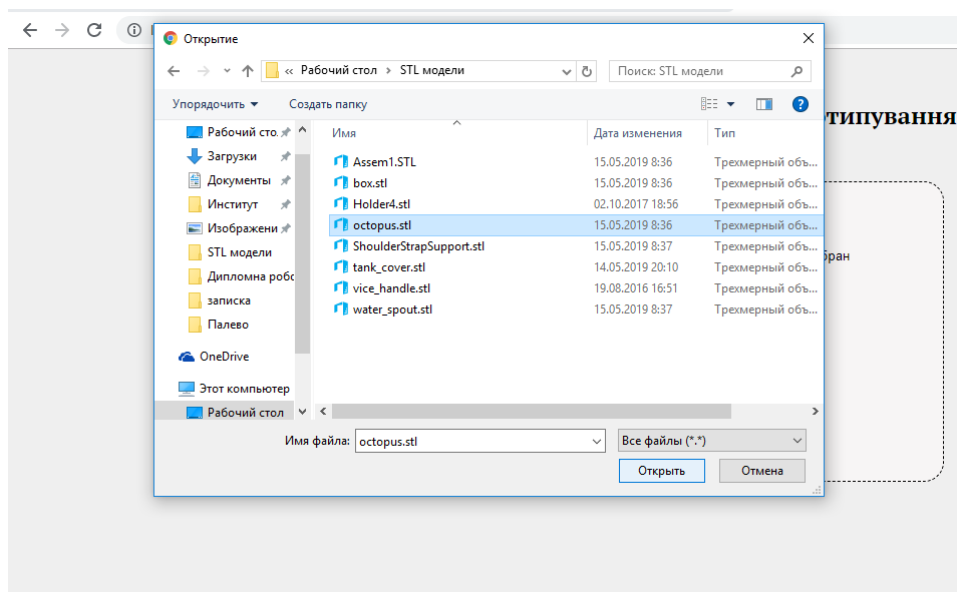 Открытие
« Рабочий стол › STL модели
Поиск: STL модели
Упорядочить
Создать папку
типування
Рабочий сто.
Загрузки
Документы
Институт
Изображени
STL модели
Дипломна робо
записка
Палево
OneDrive
Этот компьютер
Рабочий стол
Имя Дата изменения Тип
Assem1.STL 15.05.2019 8:36 Трехмерный объ...
box.stl 15.05.2019 8:36 Трехмерный объ...
Holder4.stl 02.10.2017 18:56 Трехмерный объ...
octopus.stl 15.05.2019 8:36 Трехмерный объ...
ShoulderStrapSupport.stl 15.05.2019 8:37 Трехмерный объ...
tank_cover.stl 14.05.2019 20:10 Трехмерный объ...
vice_handle.stl 19.08.2016 16:51 Трехмерный объ...
water_spout.stl 15.05.2019 8:37 Трехмерный объ...
бран
Имя файла: octopus.stl
Все файлы (*.*)
Открыть
Отмена